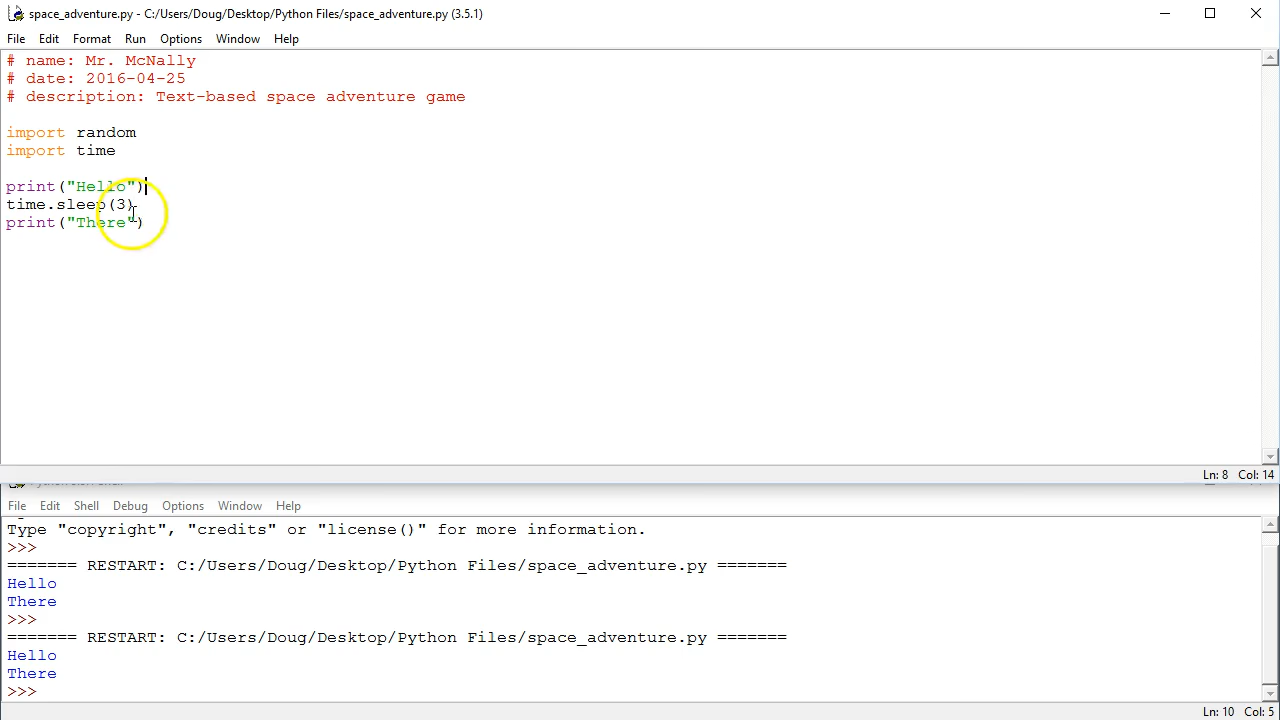 space_adventure.py - C:/Users/Doug/Desktop/Python Files/space_adventure.py (3.5.1)
File Edit Format Run Options Window Help
# name: Mr. McNally
# date: 2016-04-25
# description: Text-based space adventure game
import random
import time
print("Hello")
time.sleep(3)
print("There")
Ln: 8 Col: 14
File Edit Shell Debug Options Window Help
Type "copyright", "credits" or "license()" for more information.
>>>
======= RESTART: C:/Users/Doug/Desktop/Python Files/space_adventure.py =======
Hello
There
>>>
======= RESTART: C:/Users/Doug/Desktop/Python Files/space_adventure.py =======
Hello
There
>>>
Ln: 10 Col: 5